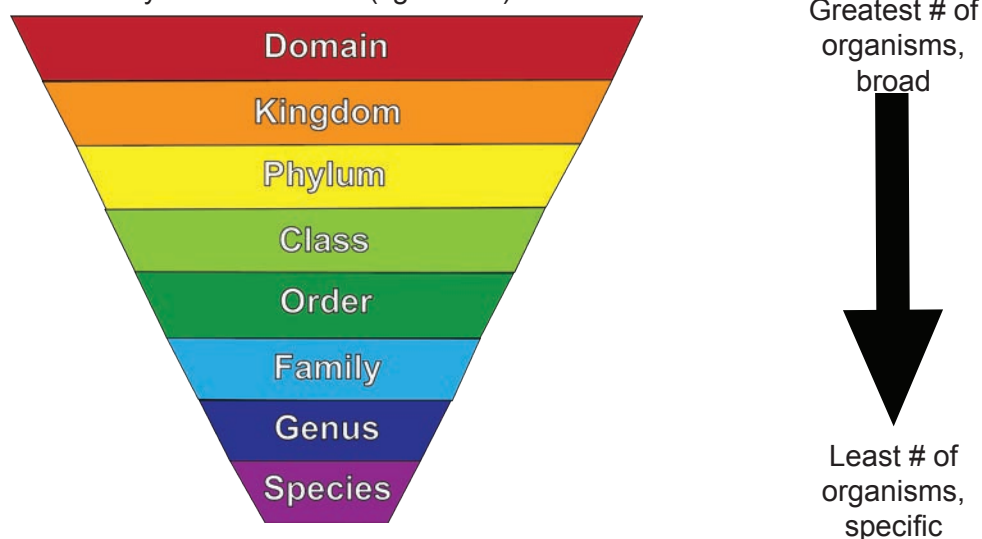 Domain
Kingdom
Phylum
Class
Order
Family
Genus
Species
Greatest # of
organisms,
broad
Least # of
organisms,
specific